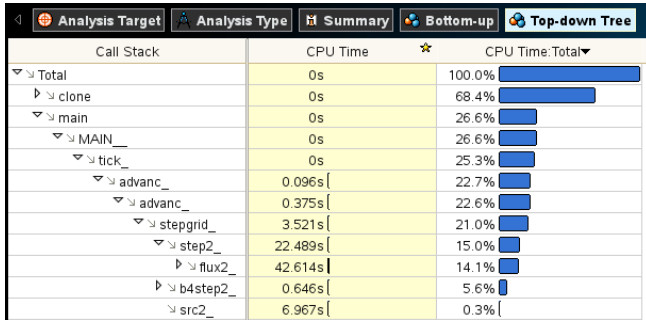 Analysis Target Analysis Type Summary Bottom-up Top-down Tree
Call Stack CPU Time CPU Time:Total
Total 0s 100.0%
clone 0s 68.4%
main 0s 26.6%
MAIN__ 0s 26.6%
tick_ 0s 25.3%
advanc_ 0.096s 22.7%
advanc_ 0.375s 22.6%
stepgrid_ 3.521s 21.0%
step2_ 22.489s 15.0%
flux2_ 42.614s 14.1%
b4step2_ 0.646s 5.6%
src2_ 6.967s 0.3%